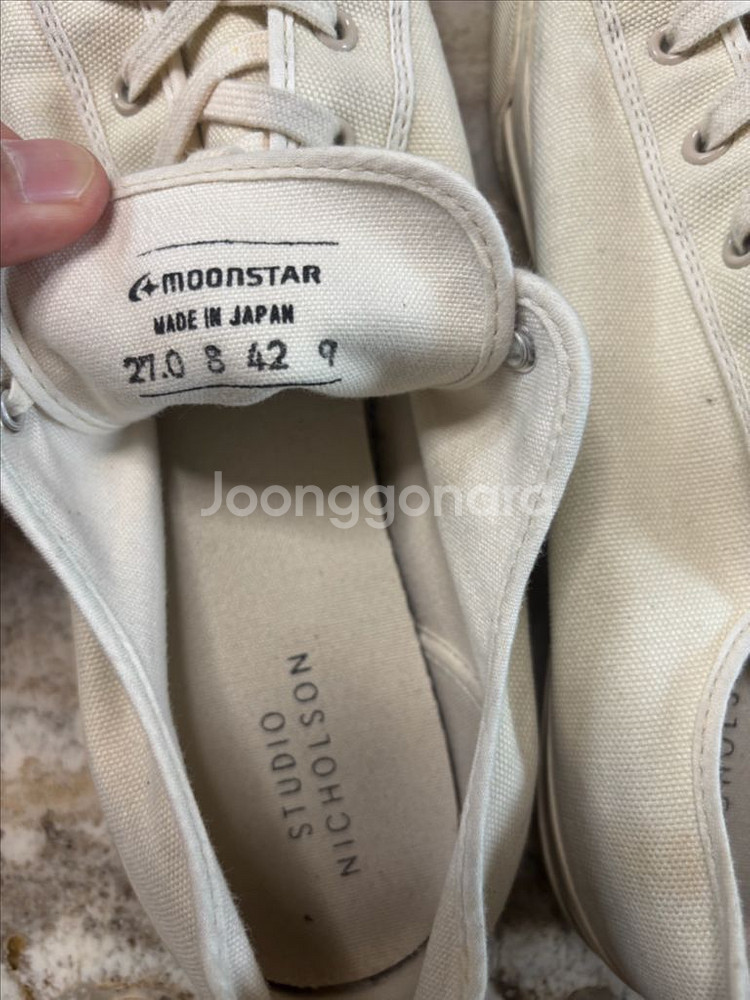 MOONSTAR
MADE IN JAPAN
27.0 8 42 9
Joonggonara
STUDIO
NICHOLSON